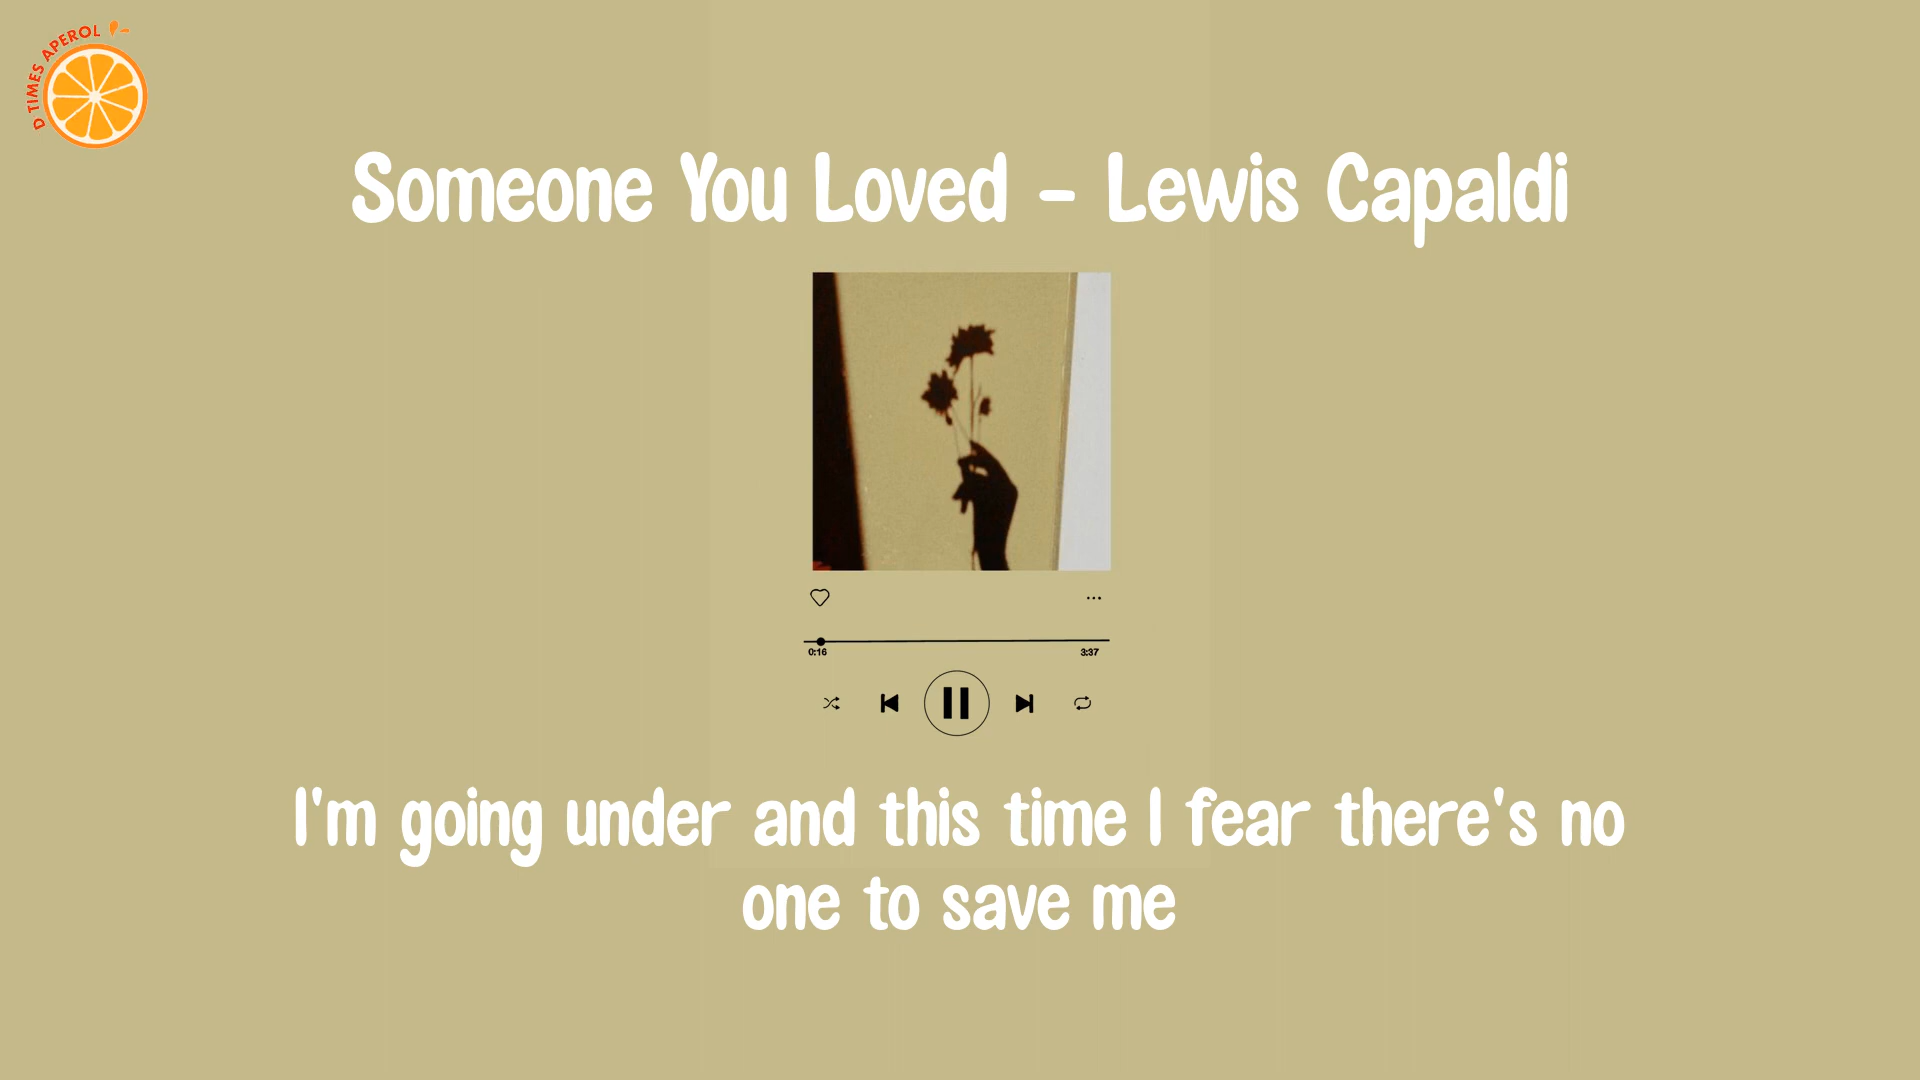 D TIMES APEROL
Someone You Loved - Lewis Capaldi
0:16 3:37
I'm going under and this time I fear there's no
one to save me